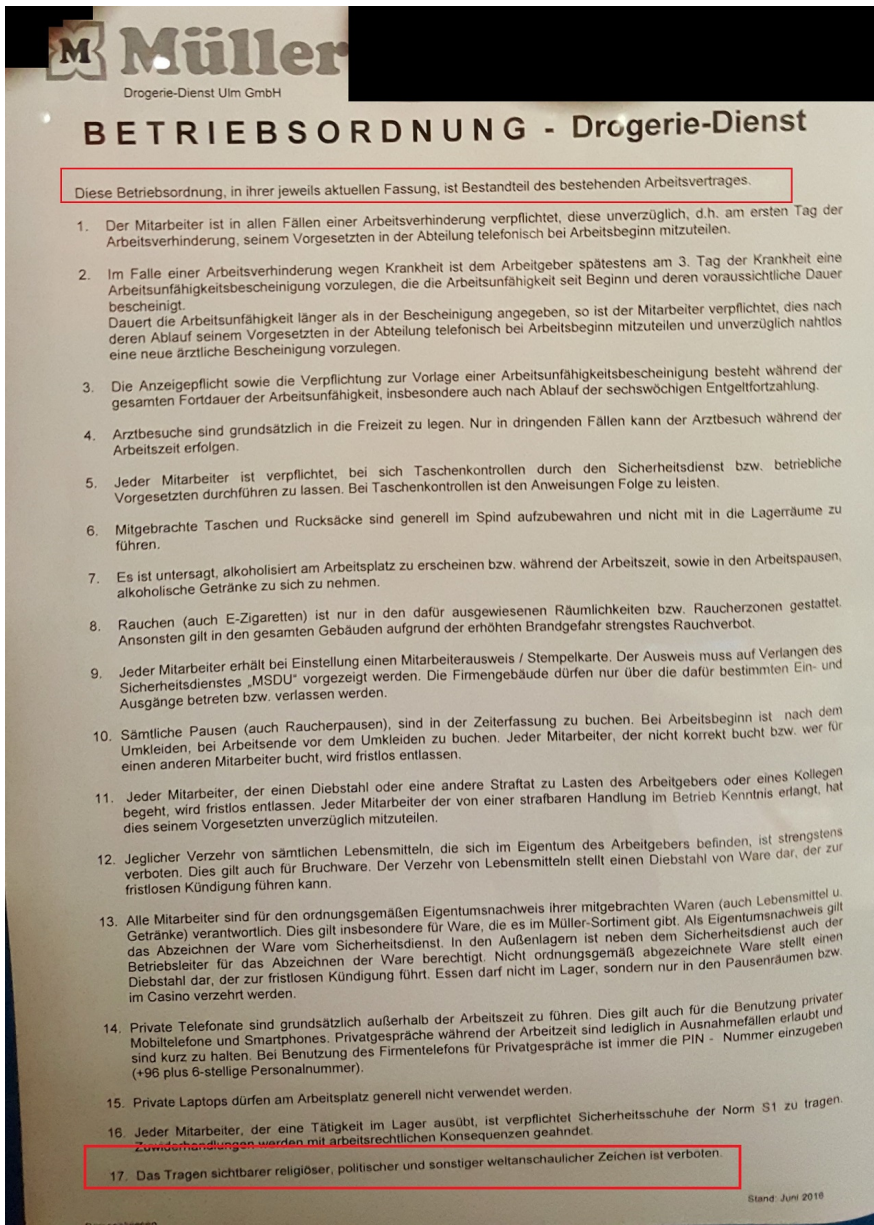 M Müller
Drogerie-Dienst Ulm GmbH
BETRIEBSORDNUNG - Drogerie-Dienst
Diese Betriebsordnung, in ihrer jeweils aktuellen Fassung, ist Bestandteil des bestehenden Arbeitsvertrages.
1. Der Mitarbeiter ist in allen Fällen einer Arbeitsverhinderung verpflichtet, diese unverzüglich, d.h. am ersten Tag der
Arbeitsverhinderung, seinem Vorgesetzten in der Abteilung telefonisch bei Arbeitsbeginn mitzuteilen.
2. Im Falle einer Arbeitsverhinderung wegen Krankheit ist dem Arbeitgeber spätestens am 3. Tag der Krankheit eine
Arbeitsunfähigkeitsbescheinigung vorzulegen, die die Arbeitsunfähigkeit seit Beginn und deren voraussichtliche Dauer
bescheinigt.
Dauert die Arbeitsunfähigkeit länger als in der Bescheinigung angegeben, so ist der Mitarbeiter verpflichtet, dies nach
deren Ablauf seinem Vorgesetzten in der Abteilung telefonisch bei Arbeitsbeginn mitzuteilen und unverzüglich nahtlos
eine neue ärztliche Bescheinigung vorzulegen.
3. Die Anzeigepflicht sowie die Verpflichtung zur Vorlage einer Arbeitsunfähigkeitsbescheinigung besteht während der
gesamten Fortdauer der Arbeitsunfähigkeit, insbesondere auch nach Ablauf der sechswöchigen Entgeltfortzahlung.
4. Arztbesuche sind grundsätzlich in die Freizeit zu legen. Nur in dringenden Fällen kann der Arztbesuch während der
Arbeitszeit erfolgen.
5. Jeder Mitarbeiter ist verpflichtet, bei sich Taschenkontrollen durch den Sicherheitsdienst bzw. betriebliche
Vorgesetzten durchführen zu lassen. Bei Taschenkontrollen ist den Anweisungen Folge zu leisten.
6. Mitgebrachte Taschen und Rucksäcke sind generell im Spind aufzubewahren und nicht mit in die Lagerräume zu
führen.
7. Es ist untersagt, alkoholisiert am Arbeitsplatz zu erscheinen bzw. während der Arbeitszeit, sowie in den Arbeitspausen,
alkoholische Getränke zu sich zu nehmen.
8. Rauchen (auch E-Zigaretten) ist nur in den dafür ausgewiesenen Räumlichkeiten bzw. Raucherzonen gestattet.
Ansonsten gilt in den gesamten Gebäuden aufgrund der erhöhten Brandgefahr strengstes Rauchverbot.
9. Jeder Mitarbeiter erhält bei Einstellung einen Mitarbeiterausweis / Stempelkarte. Der Ausweis muss auf Verlangen des
Sicherheitsdienstes „MSDU“ vorgezeigt werden. Die Firmengebäude dürfen nur über die dafür bestimmten Ein- und
Ausgänge betreten bzw. verlassen werden.
10. Sämtliche Pausen (auch Raucherpausen), sind in der Zeiterfassung zu buchen. Bei Arbeitsbeginn ist nach dem
Umkleiden, bei Arbeitsende vor dem Umkleiden zu buchen. Jeder Mitarbeiter, der nicht korrekt bucht bzw. wer für
einen anderen Mitarbeiter bucht, wird fristlos entlassen.
11. Jeder Mitarbeiter, der einen Diebstahl oder eine andere Straftat zu Lasten des Arbeitgebers oder eines Kollegen
begeht, wird fristlos entlassen. Jeder Mitarbeiter der von einer strafbaren Handlung im Betrieb Kenntnis erlangt, hat
dies seinem Vorgesetzten unverzüglich mitzuteilen.
12. Jeglicher Verzehr von sämtlichen Lebensmitteln, die sich im Eigentum des Arbeitgebers befinden, ist strengstens
verboten. Dies gilt auch für Bruchware. Der Verzehr von Lebensmitteln stellt einen Diebstahl von Ware dar, der zur
fristlosen Kündigung führen kann.
13. Alle Mitarbeiter sind für den ordnungsgemäßen Eigentumsnachweis ihrer mitgebrachten Waren (auch Lebensmittel u.
Getränke) verantwortlich. Dies gilt insbesondere für Ware, die es im Müller-Sortiment gibt. Als Eigentumsnachweis gilt
das Abzeichnen der Ware vom Sicherheitsdienst. In den Außenlagern ist neben dem Sicherheitsdienst auch der
Betriebsleiter für das Abzeichnen der Ware berechtigt. Nicht ordnungsgemäß abgezeichnete Ware stellt einen
Diebstahl dar, der zur fristlosen Kündigung führt. Essen darf nicht im Lager, sondern nur in den Pausenräumen bzw.
im Casino verzehrt werden.
14. Private Telefonate sind grundsätzlich außerhalb der Arbeitszeit zu führen. Dies gilt auch für die Benutzung privater
Mobiltelefone und Smartphones. Privatgespräche während der Arbeitzeit sind lediglich in Ausnahmefällen erlaubt und
sind kurz zu halten. Bei Benutzung des Firmentelefons für Privatgespräche ist immer die PIN - Nummer einzugeben
(+96 plus 6-stellige Personalnummer).
15. Private Laptops dürfen am Arbeitsplatz generell nicht verwendet werden.
16. Jeder Mitarbeiter, der eine Tätigkeit im Lager ausübt, ist verpflichtet Sicherheitsschuhe der Norm S1 zu tragen.
Zuwiderhandlungen werden mit arbeitsrechtlichen Konsequenzen geahndet.
17. Das Tragen sichtbarer religiöser, politischer und sonstiger weltanschaulicher Zeichen ist verboten.
Stand: Juni 2016